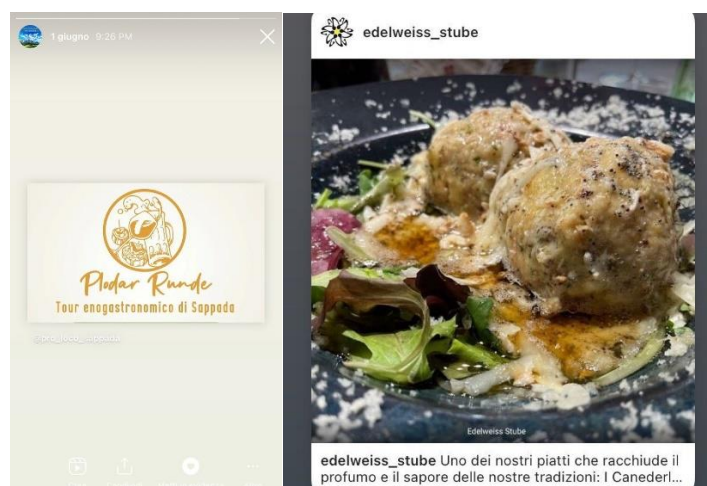 1 giugno 9:26 PM
Plodar Runde
Tour enogastronomico di Sappada
@pro_loco_sappada
edelweiss_stube
Edelweiss Stube
edelweiss_stube Uno dei nostri piatti che racchiude il
profumo e il sapore delle nostre tradizioni: I Canederl...